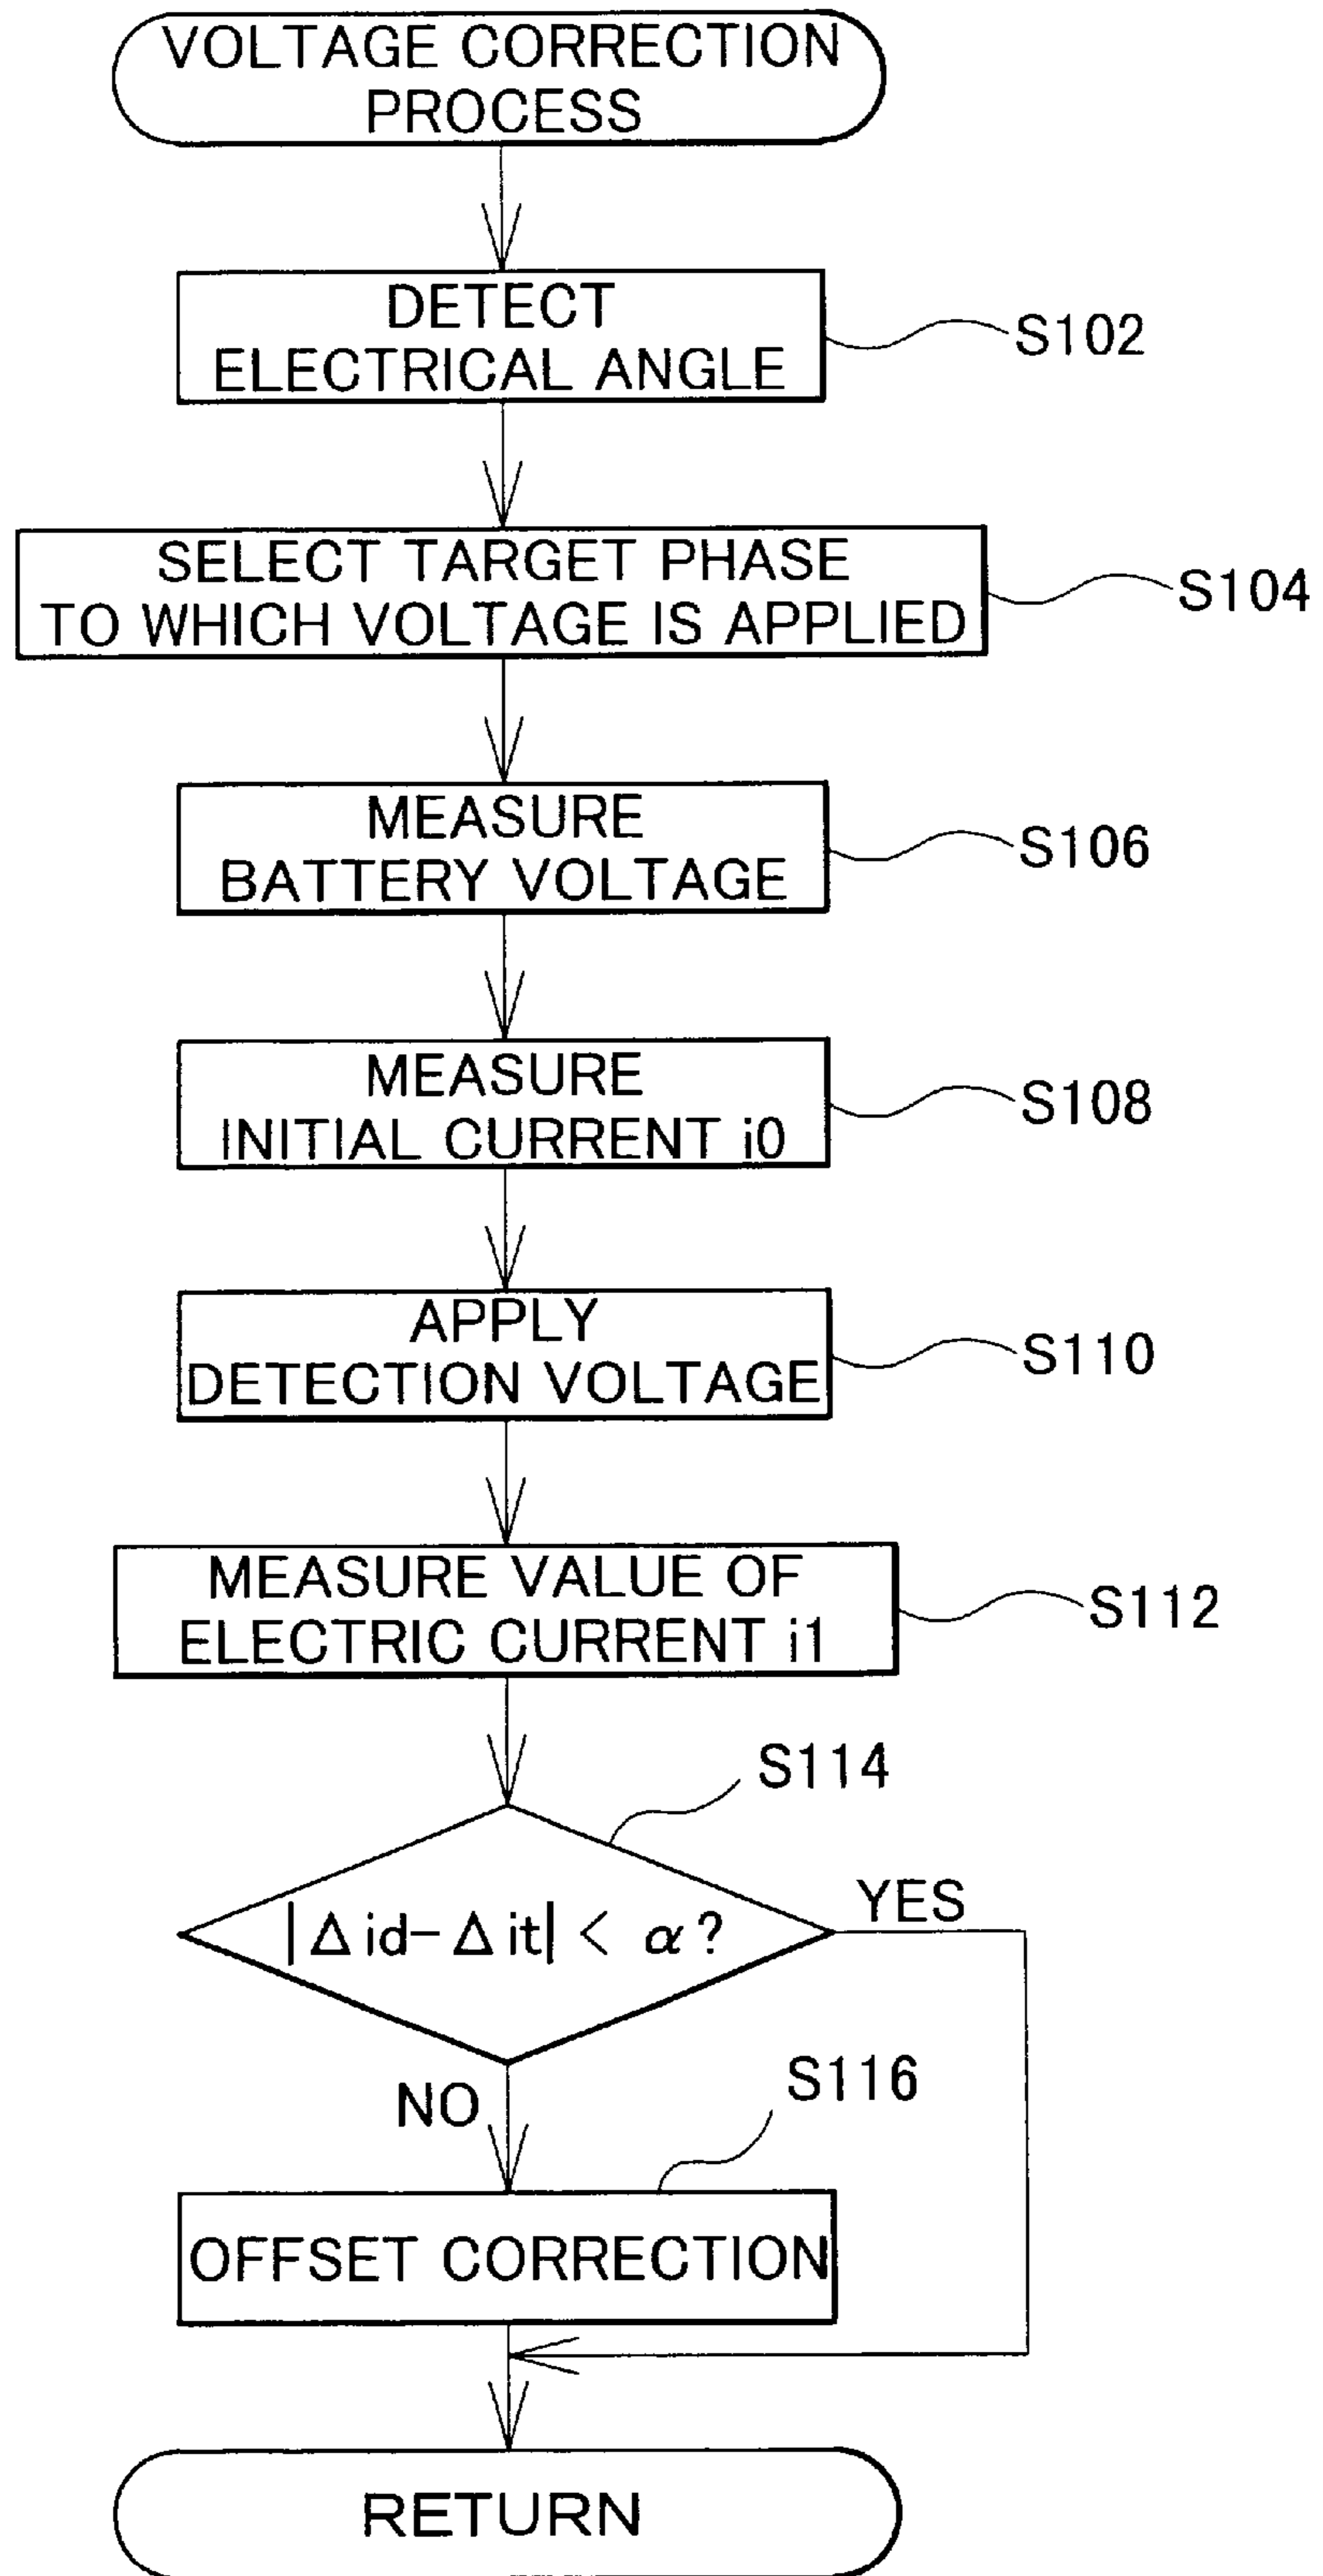 VOLTAGE CORRECTION
PROCESS
DETECT
ELECTRICAL ANGLE
S102
SELECT TARGET PHASE
TO WHICH VOLTAGE IS APPLIED
S104
MEASURE
BATTERY VOLTAGE
S106
MEASURE
INITIAL CURRENT i0
S108
APPLY
DETECTION VOLTAGE
S110
MEASURE VALUE OF
ELECTRIC CURRENT i1
S112
S114
|Δid-Δit| < α?
YES
NO
S116
OFFSET CORRECTION
RETURN